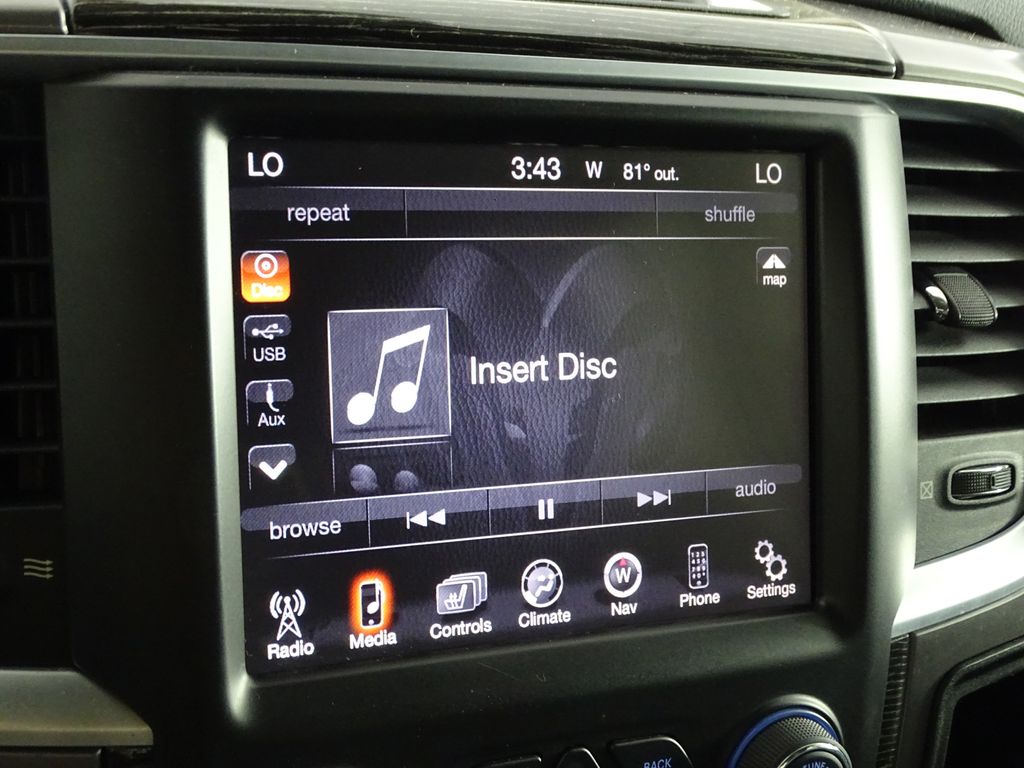 LO 3:43 W 81° out. LO
repeat shuffle
map
Disc
USB
Insert Disc
Aux
browse audio
Radio Media Controls Climate W Nav Phone Settings
BACK
TUNE